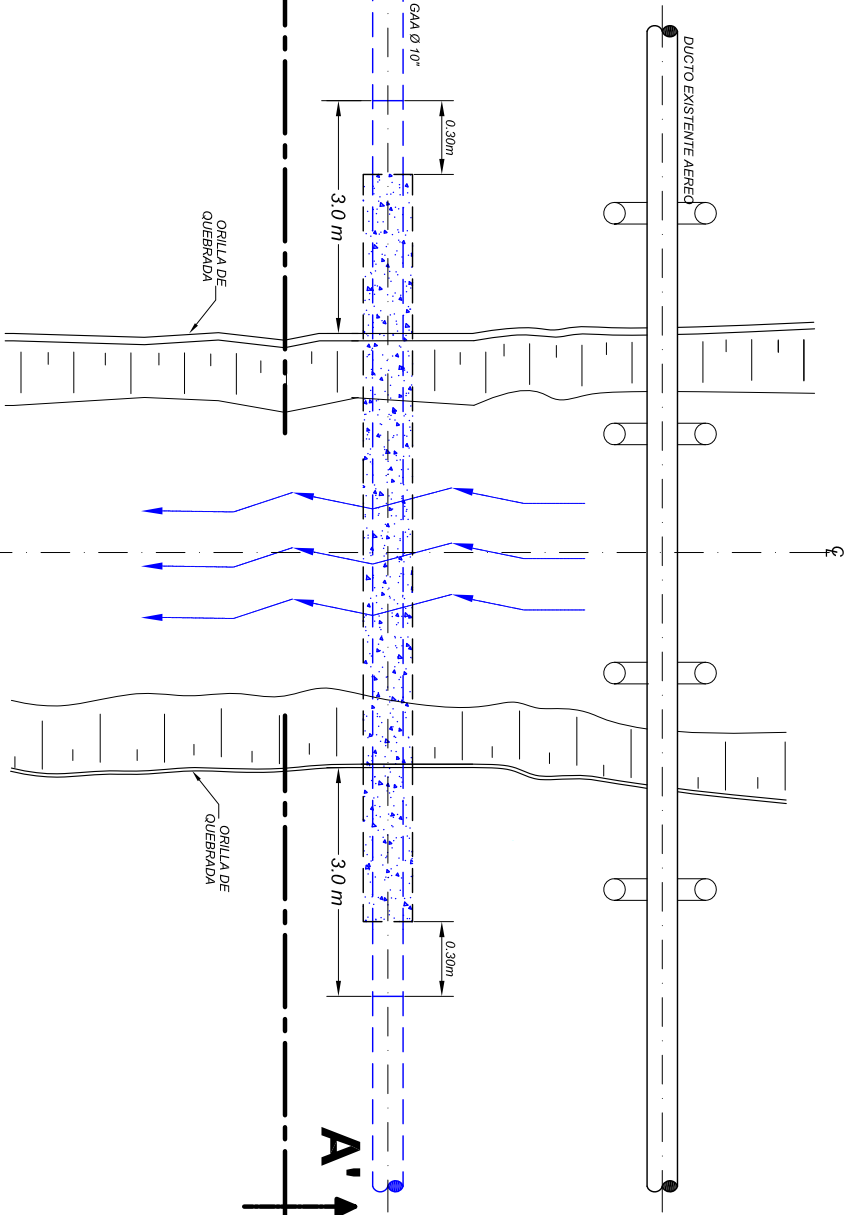 GAA Ø 10"
DUCTO EXISTENTE AEREO
0.30m
3.0 m
ORILLA DE
QUEBRADA
℄
ORILLA DE
QUEBRADA
3.0 m
0.30m
A'